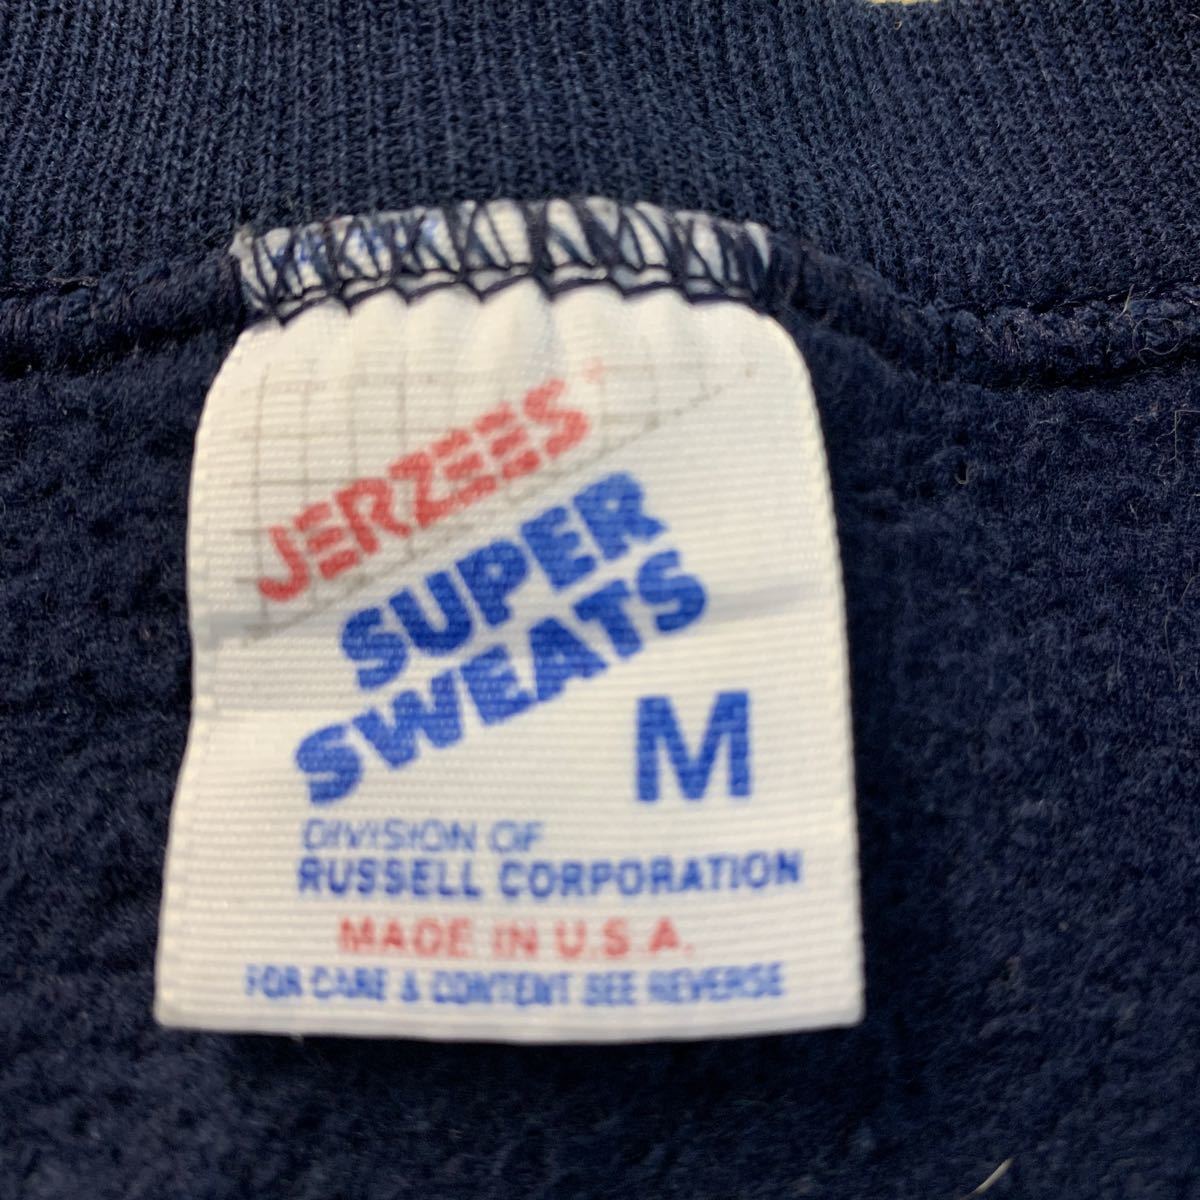 JERZEES
SUPER
SWEATS
M
DIVISION OF
RUSSELL CORPORATION
MADE IN U.S.A.
FOR CARE & CONTENT SEE REVERSE